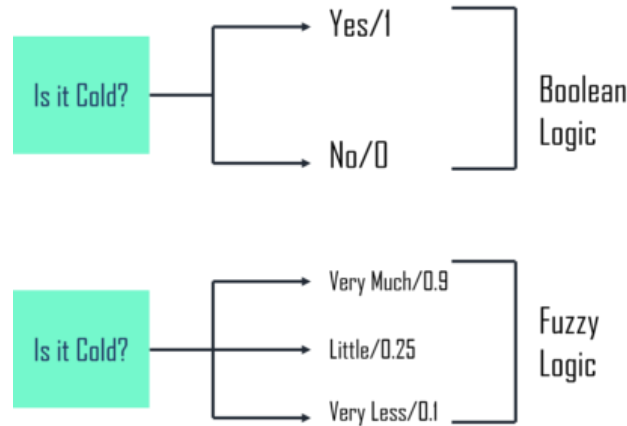 Is it Cold?
Yes/1
No/0
Boolean
Logic
Is it Cold?
Very Much/0.9
Little/0.25
Very Less/0.1
Fuzzy
Logic